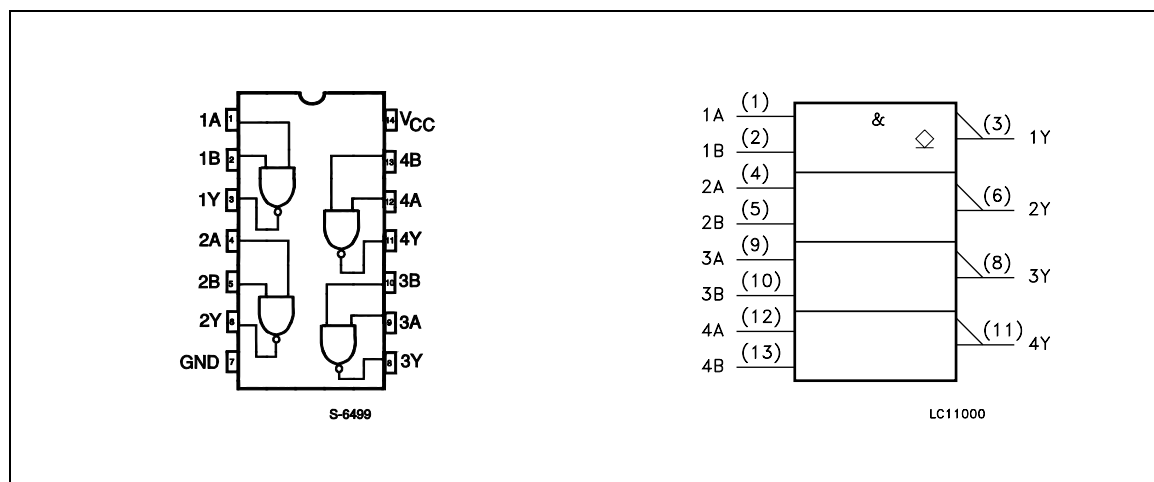 1A 1 14 VCC
1B 2 13 4B
1Y 3 12 4A
2A 4 11 4Y
2B 5 10 3B
2Y 6 9 3A
GND 7 8 3Y
S-6499
1A (1) & (3) 1Y
1B (2)
2A (4) (6) 2Y
2B (5)
3A (9) (8) 3Y
3B (10)
4A (12) (11) 4Y
4B (13)
LC11000